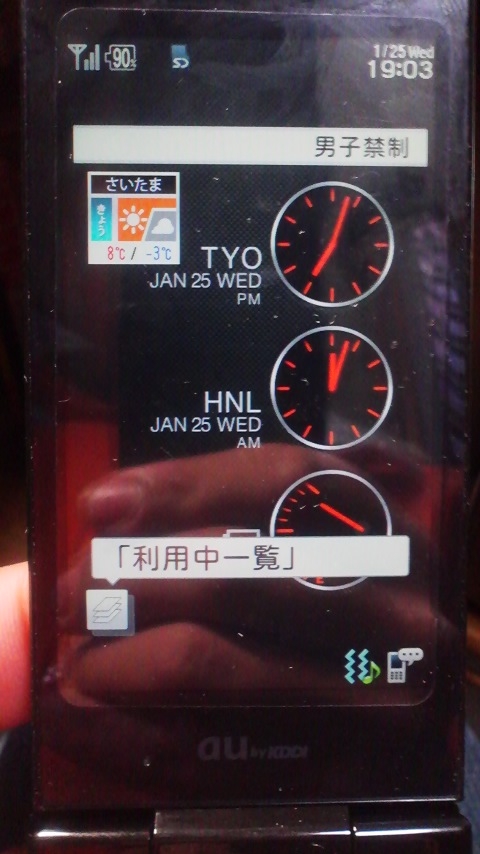 90
SD
1/25 Wed
19:03
男子禁制
さいたま
きょう
8℃ / -3℃
TYO
JAN 25 WED
PM
HNL
JAN 25 WED
AM
「利用中一覧」
au by KDDI